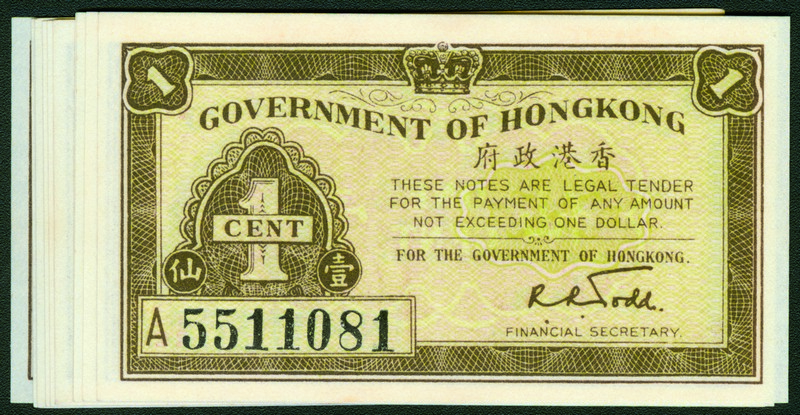 1
1
GOVERNMENT OF HONGKONG
府政港香
THESE NOTES ARE LEGAL TENDER
FOR THE PAYMENT OF ANY AMOUNT
NOT EXCEEDING ONE DOLLAR.
1
CENT
仙
壹
FOR THE GOVERNMENT OF HONGKONG.
R.R. Todd.
FINANCIAL SECRETARY.
A 5511081